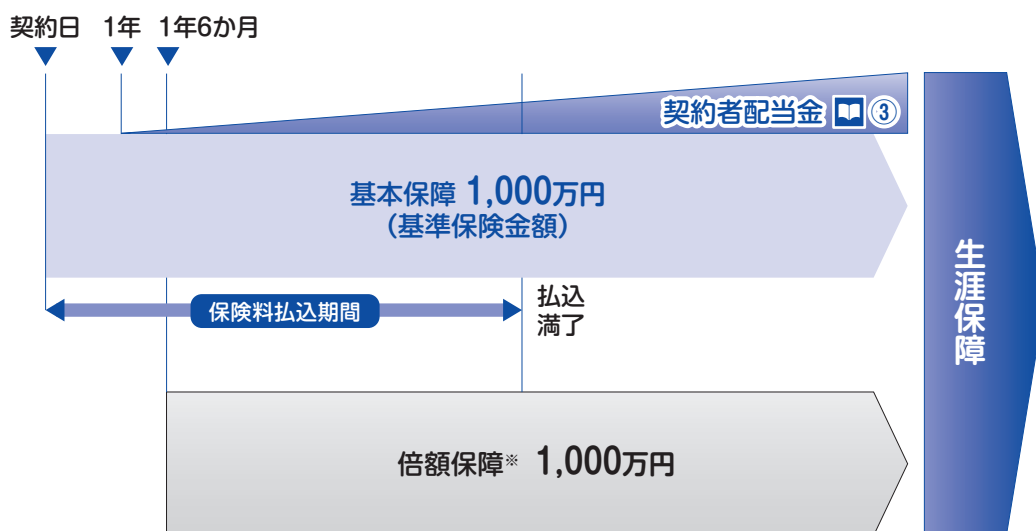 契約日 1年 1年6か月
契約者配当金 ③
基本保障 1,000万円
(基準保険金額)
保険料払込期間
払込
満了
生涯保障
倍額保障※ 1,000万円